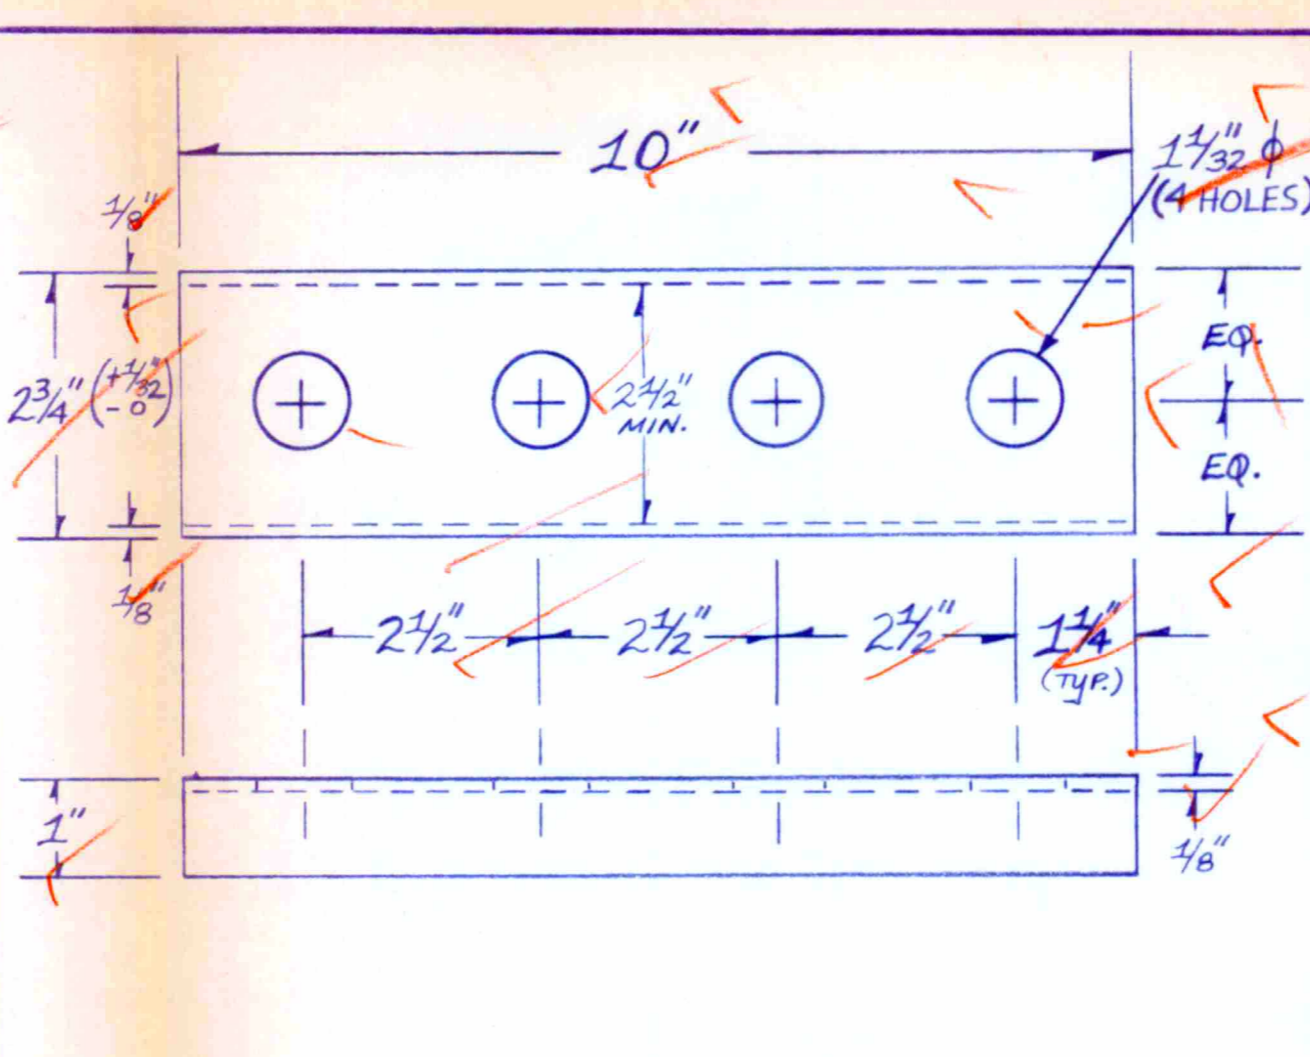 10"
1 1/32" φ
(4 HOLES)
1/8"
2 3/4" (+1/32" -0)
1/8"
2 1/2"
MIN.
EQ.
EQ.
2 1/2"
2 1/2"
2 1/2"
1 1/4"
(TYP.)
1"
1/8"